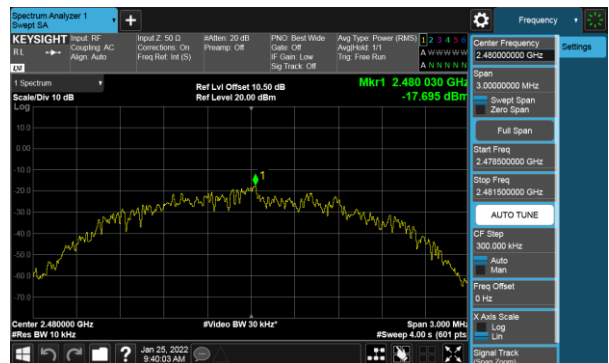 Spectrum Analyzer 1
Swept SA
Frequency
KEYSIGHT
RL
Input: RF
Coupling: AC
Align: Auto
Input Z: 50 Ω
Corrections: On
Freq Ref: Int (S)
#Atten: 20 dB
Preamp: Off
PNO: Best Wide
Gate: Off
IF Gain: Low
Sig Track: Off
Avg Type: Power (RMS)
Avg|Hold: 1/1
Trig: Free Run
1 2 3 4 5 6
A W W W W W
A N N N N N
1 Spectrum
Scale/Div 10 dB
Ref Lvl Offset 10.50 dB
Ref Level 20.00 dBm
Mkr1 2.480 030 GHz
-17.695 dBm
Log
10.0
0.00
-10.0
-20.0
-30.0
-40.0
-50.0
-60.0
-70.0
1
Center 2.480000 GHz
#Res BW 10 kHz
#Video BW 30 kHz*
Span 3.000 MHz
#Sweep 4.00 s (601 pts)
Center Frequency
2.480000000 GHz
Settings
Span
3.00000000 MHz
Swept Span
Zero Span
Full Span
Start Freq
2.478500000 GHz
Stop Freq
2.481500000 GHz
AUTO TUNE
CF Step
300.000 kHz
Auto
Man
Freq Offset
0 Hz
X Axis Scale
Log
Lin
Signal Track
(Span Zoom)
?
Jan 25, 2022
9:40:03 AM